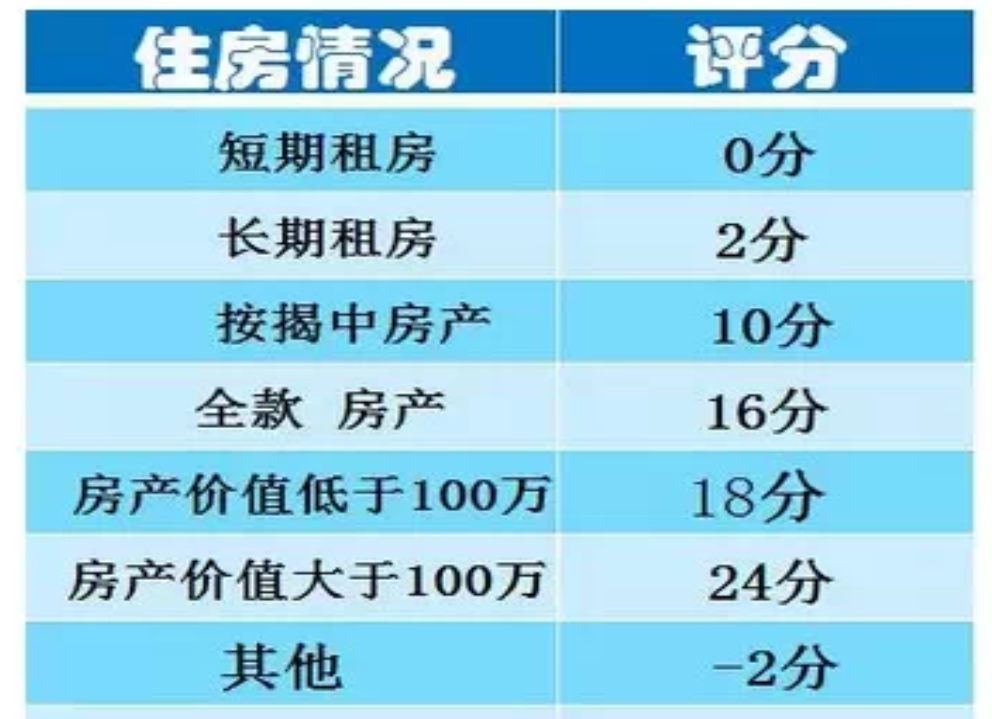 住房情况 评分
短期租房 0分
长期租房 2分
按揭中房产 10分
全款 房产 16分
房产价值低于100万 18分
房产价值大于100万 24分
其他 -2分